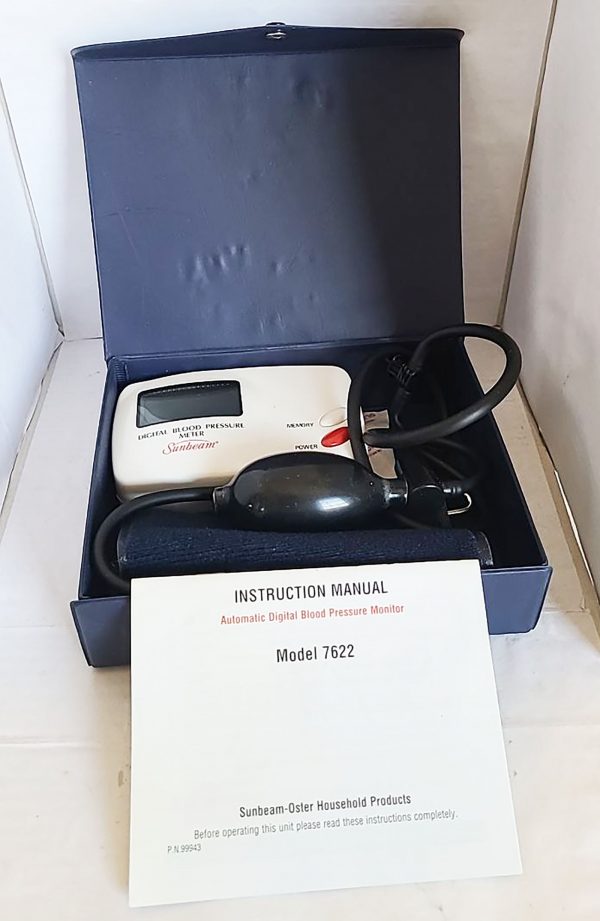 DIGITAL BLOOD PRESSURE
METER
Sunbeam
MEMORY
POWER
INSTRUCTION MANUAL
Automatic Digital Blood Pressure Monitor
Model 7622
Sunbeam-Oster Household Products
Before operating this unit please read these instructions completely.
P.N.99943